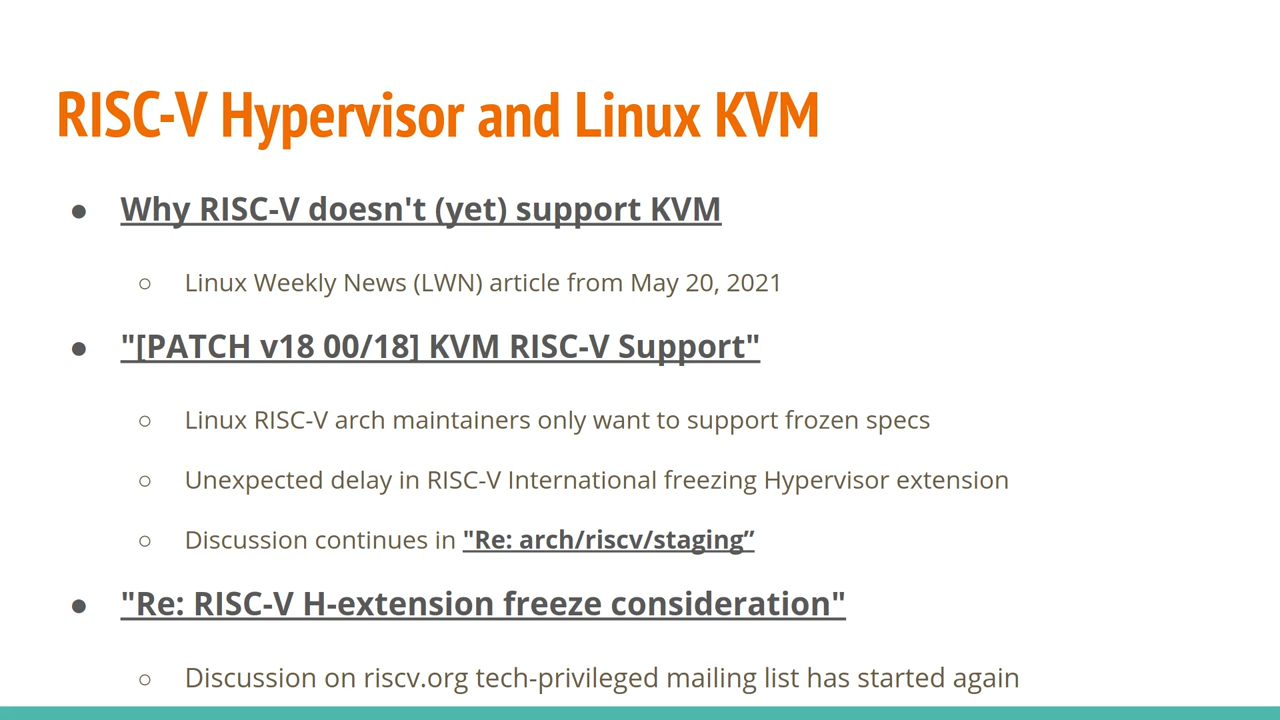 RISC-V Hypervisor and Linux KVM
● Why RISC-V doesn't (yet) support KVM
○ Linux Weekly News (LWN) article from May 20, 2021
● "[PATCH v18 00/18] KVM RISC-V Support"
○ Linux RISC-V arch maintainers only want to support frozen specs
○ Unexpected delay in RISC-V International freezing Hypervisor extension
○ Discussion continues in "Re: arch/riscv/staging”
● "Re: RISC-V H-extension freeze consideration"
○ Discussion on riscv.org tech-privileged mailing list has started again